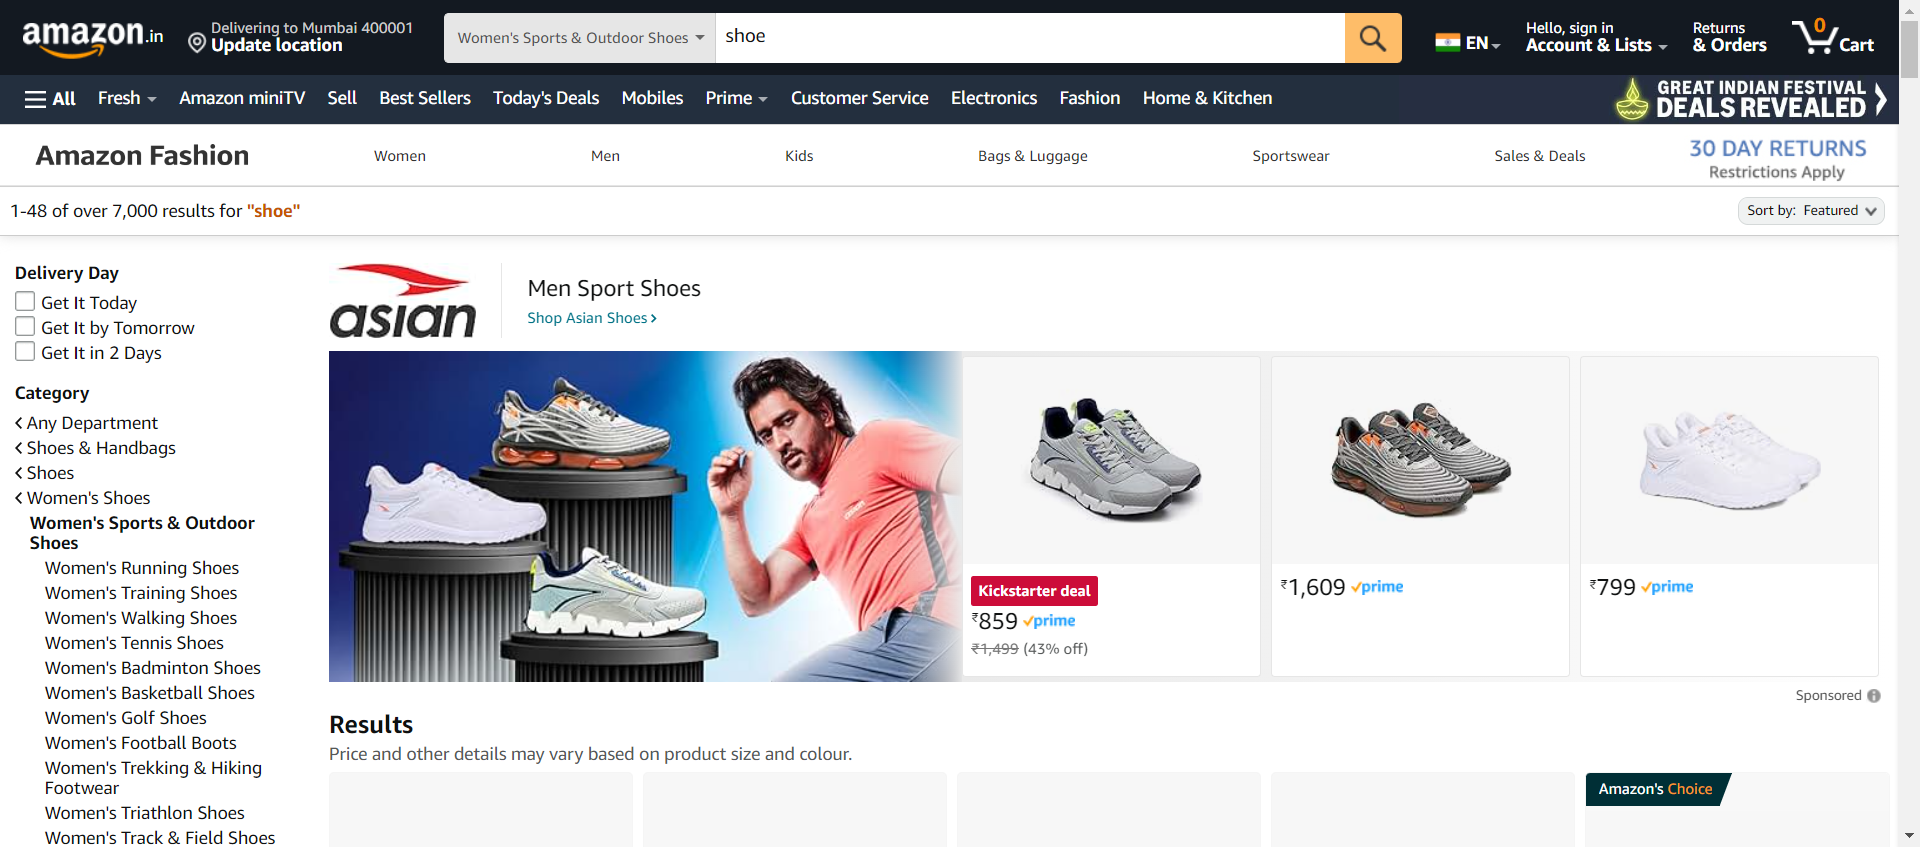 amazon.in
Delivering to Mumbai 400001
Update location
Women's Sports & Outdoor Shoes
shoe
EN
Hello, sign in
Account & Lists
Returns
& Orders
0
Cart
All
Fresh
Amazon miniTV
Sell
Best Sellers
Today's Deals
Mobiles
Prime
Customer Service
Electronics
Fashion
Home & Kitchen
GREAT INDIAN FESTIVAL
DEALS REVEALED
Amazon Fashion
Women
Men
Kids
Bags & Luggage
Sportswear
Sales & Deals
30 DAY RETURNS
Restrictions Apply
1-48 of over 7,000 results for "shoe"
Sort by: Featured
Delivery Day
Get It Today
Get It by Tomorrow
Get It in 2 Days
Category
Any Department
Shoes & Handbags
Shoes
Women's Shoes
Women's Sports & Outdoor
Shoes
Women's Running Shoes
Women's Training Shoes
Women's Walking Shoes
Women's Tennis Shoes
Women's Badminton Shoes
Women's Basketball Shoes
Women's Golf Shoes
Women's Football Boots
Women's Trekking & Hiking
Footwear
Women's Triathlon Shoes
Women's Track & Field Shoes
asian
Men Sport Shoes
Shop Asian Shoes
Kickstarter deal
₹859 prime
₹1,499 (43% off)
₹1,609 prime
₹799 prime
Sponsored
Results
Price and other details may vary based on product size and colour.
Amazon's Choice